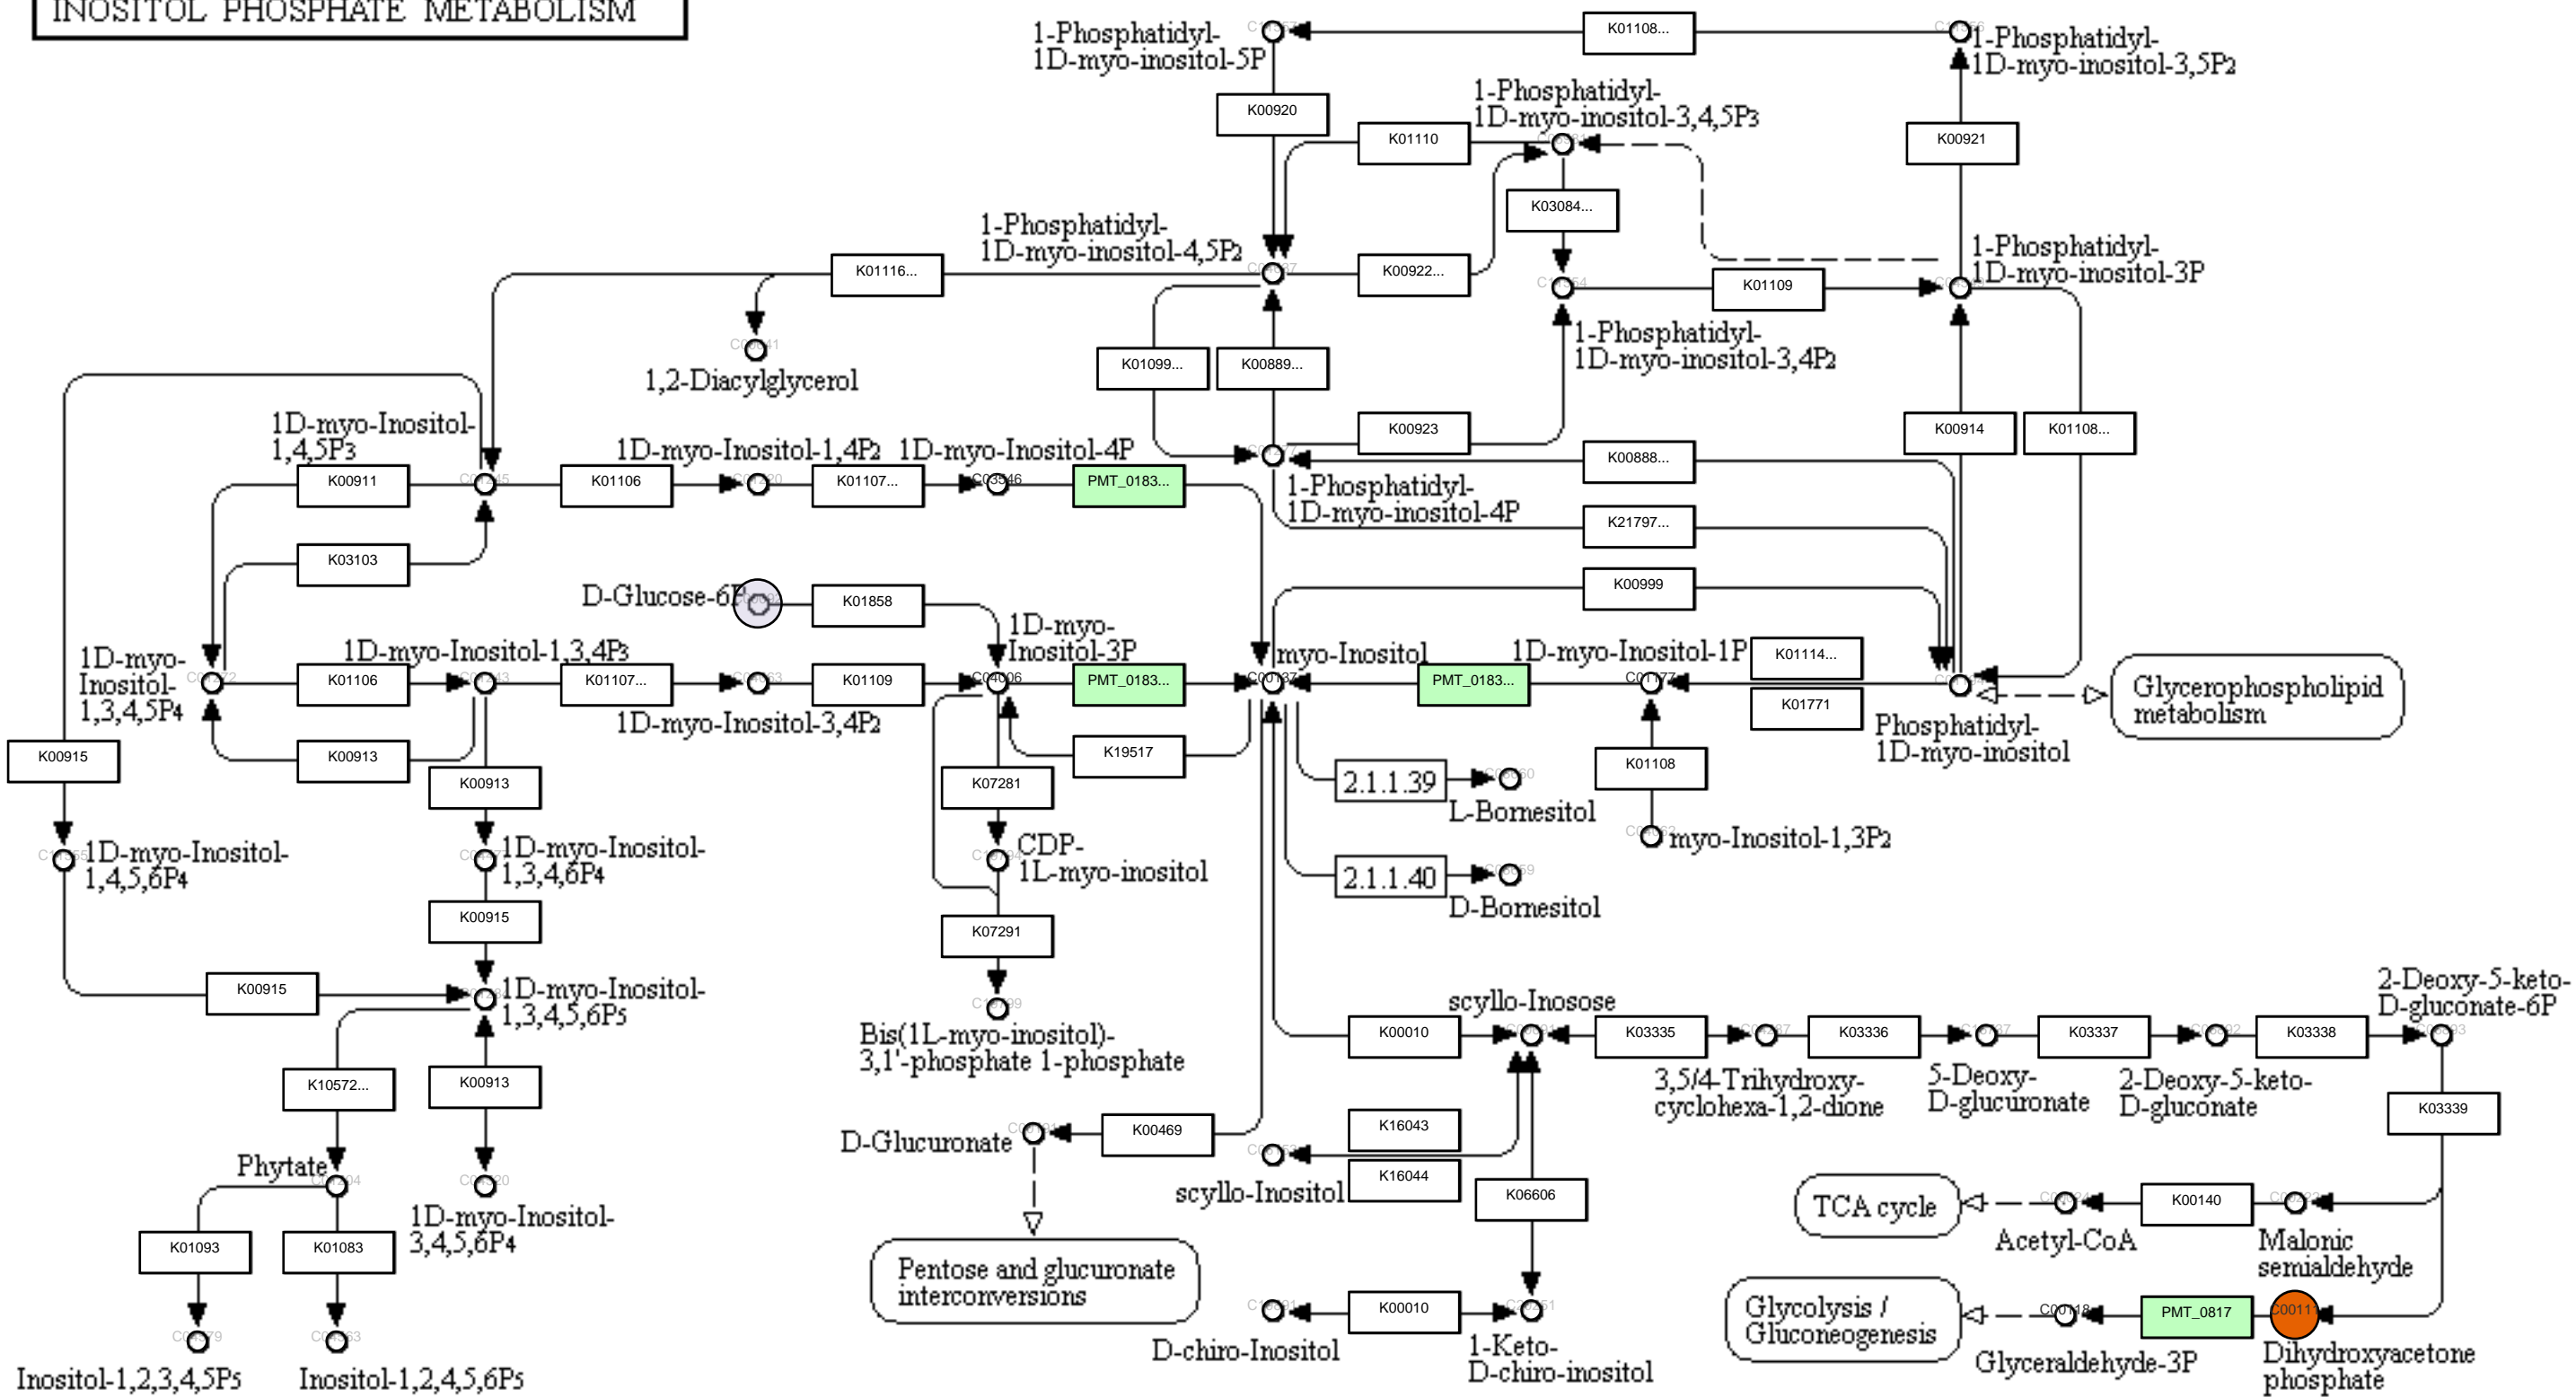 INOSITOL PHOSPHATE METABOLISM
1-Phosphatidyl-
1D-myo-inositol-5P
K01108...
1-Phosphatidyl-
1D-myo-inositol-3,5P2
K00920
1-Phosphatidyl-
1D-myo-inositol-3,4,5P3
K01110
K00921
K03084...
1-Phosphatidyl-
1D-myo-inositol-4,5P2
K01116...
K00922...
K01109
1-Phosphatidyl-
1D-myo-inositol-3P
1,2-Diacylglycerol
K01099...
K00889...
1-Phosphatidyl-
1D-myo-inositol-3,4P2
K00923
K00914
K01108...
1D-myo-Inositol-
1,4,5P3
1D-myo-Inositol-1,4P2
1D-myo-Inositol-4P
K00911
K01106
K01107...
C03546
PMT_0183...
K00888...
1-Phosphatidyl-
1D-myo-inositol-4P
K21797...
K03103
D-Glucose-6P
K01858
K00999
1D-myo-
Inositol-
1,3,4,5P4
1D-myo-Inositol-1,3,4P3
1D-myo-
Inositol-3P
myo-Inositol
1D-myo-Inositol-1P
K01114...
K01106
K01107...
K01109
C04006
PMT_0183...
C00137
PMT_0183...
C01177
K01771
1D-myo-Inositol-3,4P2
Phosphatidyl-
1D-myo-inositol
Glycerophospholipid
metabolism
K00915
K00913
K00913
K07281
K19517
2.1.1.39
L-Bornesitol
K01108
myo-Inositol-1,3P2
1D-myo-Inositol-
1,4,5,6P4
1D-myo-Inositol-
1,3,4,6P4
CDP-
1L-myo-inositol
2.1.1.40
D-Bornesitol
K00915
K07291
K00915
1D-myo-Inositol-
1,3,4,5,6P5
Bis(1L-myo-inositol)-
3,1'-phosphate 1-phosphate
scyllo-Inosose
2-Deoxy-5-keto-
D-gluconate-6P
K00010
K03335
K03336
K03337
K03338
3,5/4-Trihydroxy-
cyclohexa-1,2-dione
5-Deoxy-
D-glucuronate
2-Deoxy-5-keto-
D-gluconate
K10572...
K00913
K03339
D-Glucuronate
K00469
K16043
K16044
scyllo-Inositol
K06606
Phytate
1D-myo-Inositol-
3,4,5,6P4
K01093
K01083
TCA cycle
K00140
Acetyl-CoA
Malonic
semialdehyde
Pentose and glucuronate
interconversions
K00010
D-chiro-Inositol
1-Keto-
D-chiro-inositol
Glycolysis /
Gluconeogenesis
C00118
PMT_0817
C00111
Glyceraldehyde-3P
Dihydroxyacetone
phosphate
Inositol-1,2,3,4,5P5
Inositol-1,2,4,5,6P5